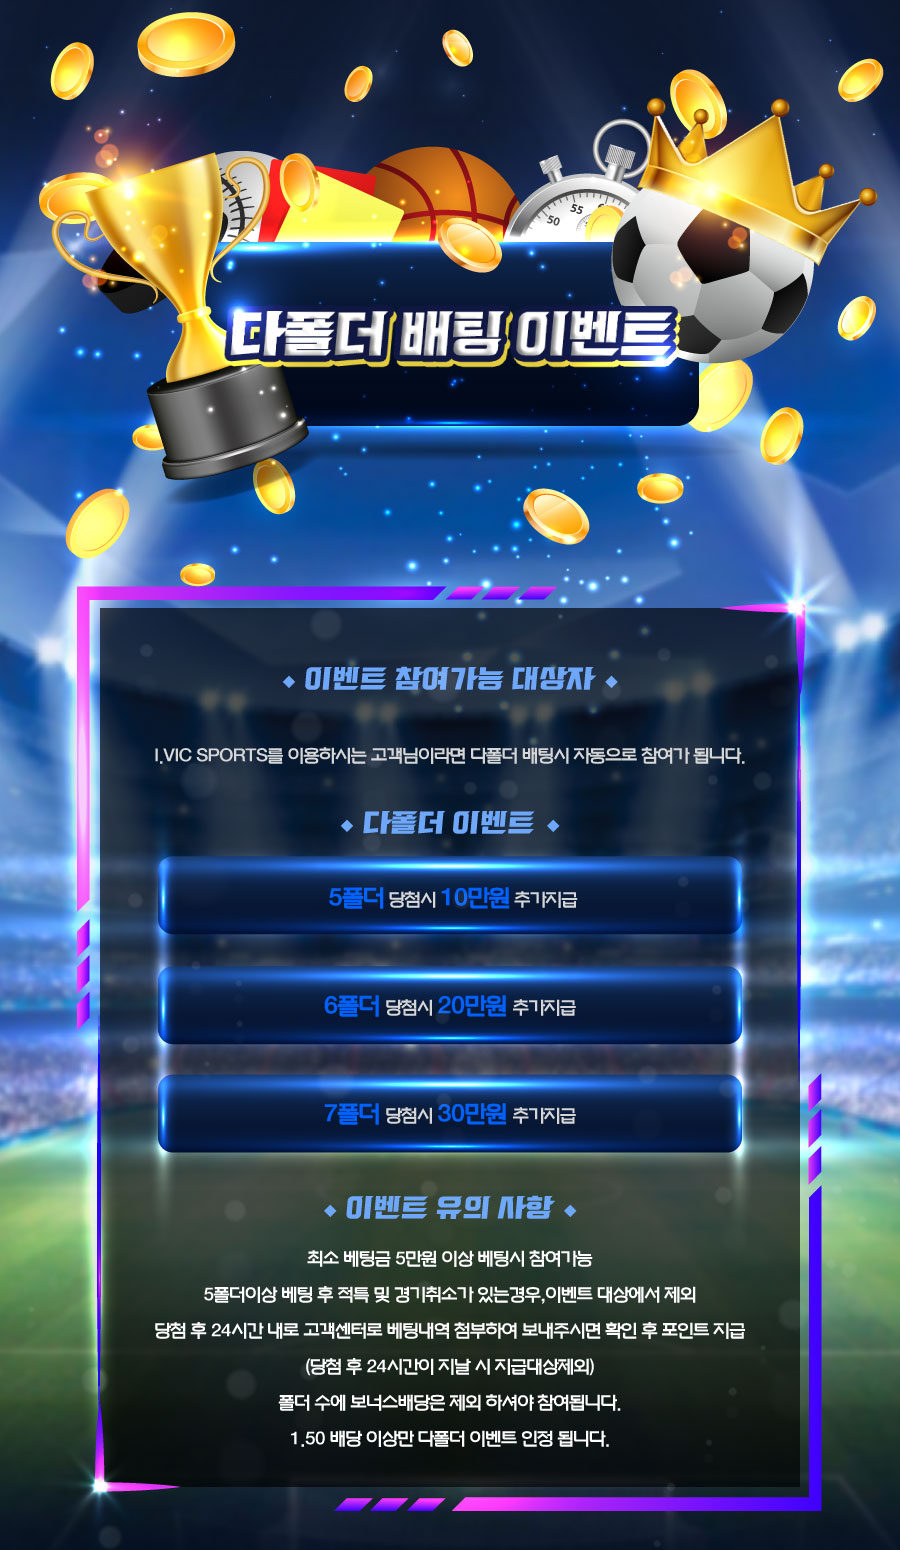 50
55
다폴더 배팅 이벤트
이벤트 참여가능 대상자
I.VIC SPORTS를 이용하시는 고객님이라면 다폴더 배팅시 자동으로 참여가 됩니다.
다폴더 이벤트
5폴더 당첨시 10만원 추가지급
6폴더 당첨시 20만원 추가지급
7폴더 당첨시 30만원 추가지급
이벤트 유의 사항
최소 베팅금 5만원 이상 베팅시 참여가능
5폴더이상 베팅 후 적특 및 경기취소가 있는경우,이벤트 대상에서 제외
당첨 후 24시간 내로 고객센터로 베팅내역 첨부하여 보내주시면 확인 후 포인트 지급
(당첨 후 24시간이 지날 시 지급대상제외)
폴더 수에 보너스배당은 제외 하셔야 참여됩니다.
1.50 배당 이상만 다폴더 이벤트 인정 됩니다.